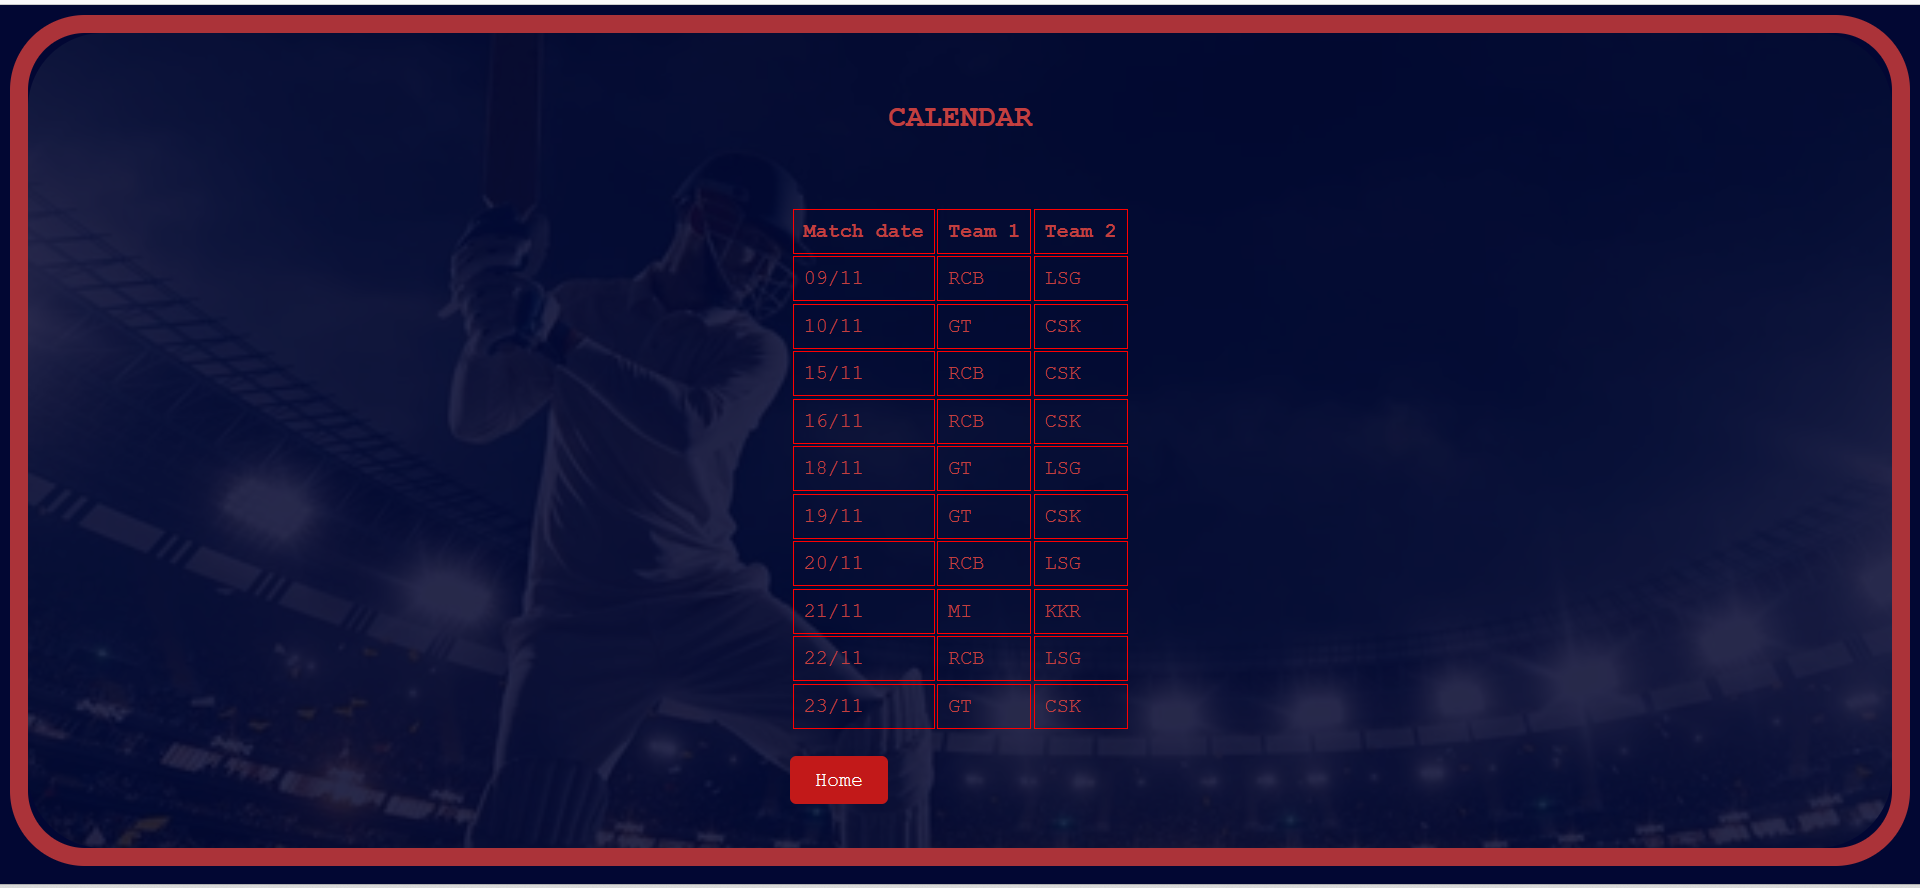 CALENDAR
Match date Team 1 Team 2
09/11 RCB LSG
10/11 GT CSK
15/11 RCB CSK
16/11 RCB CSK
18/11 GT LSG
19/11 GT CSK
20/11 RCB LSG
21/11 MI KKR
22/11 RCB LSG
23/11 GT CSK
Home